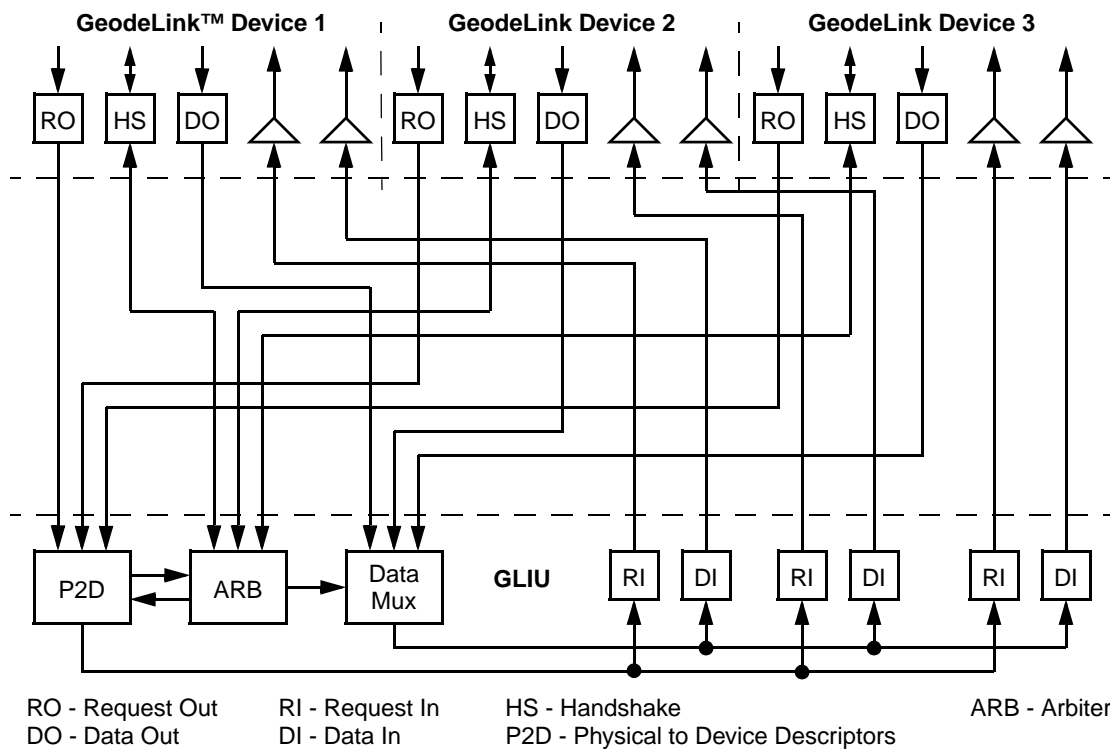 GeodeLink™ Device 1 GeodeLink Device 2 GeodeLink Device 3
RO HS DO RO HS DO RO HS DO
P2D ARB Data Mux GLIU RI DI RI DI RI DI
RO - Request Out RI - Request In HS - Handshake ARB - Arbiter
DO - Data Out DI - Data In P2D - Physical to Device Descriptors